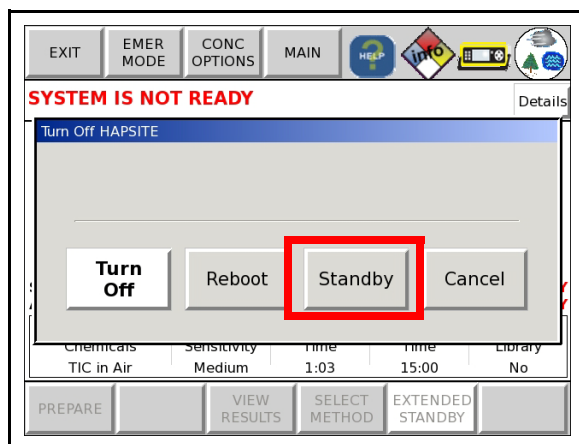 EXIT
EMER
MODE
CONC
OPTIONS
MAIN
HELP
info
SYSTEM IS NOT READY
Details
Turn Off HAPSITE
Turn
Off
Reboot
Standby
Cancel
Chemicals Sensitivity Time Time Library
TIC in Air Medium 1:03 15:00 No
PREPARE
VIEW
RESULTS
SELECT
METHOD
EXTENDED
STANDBY